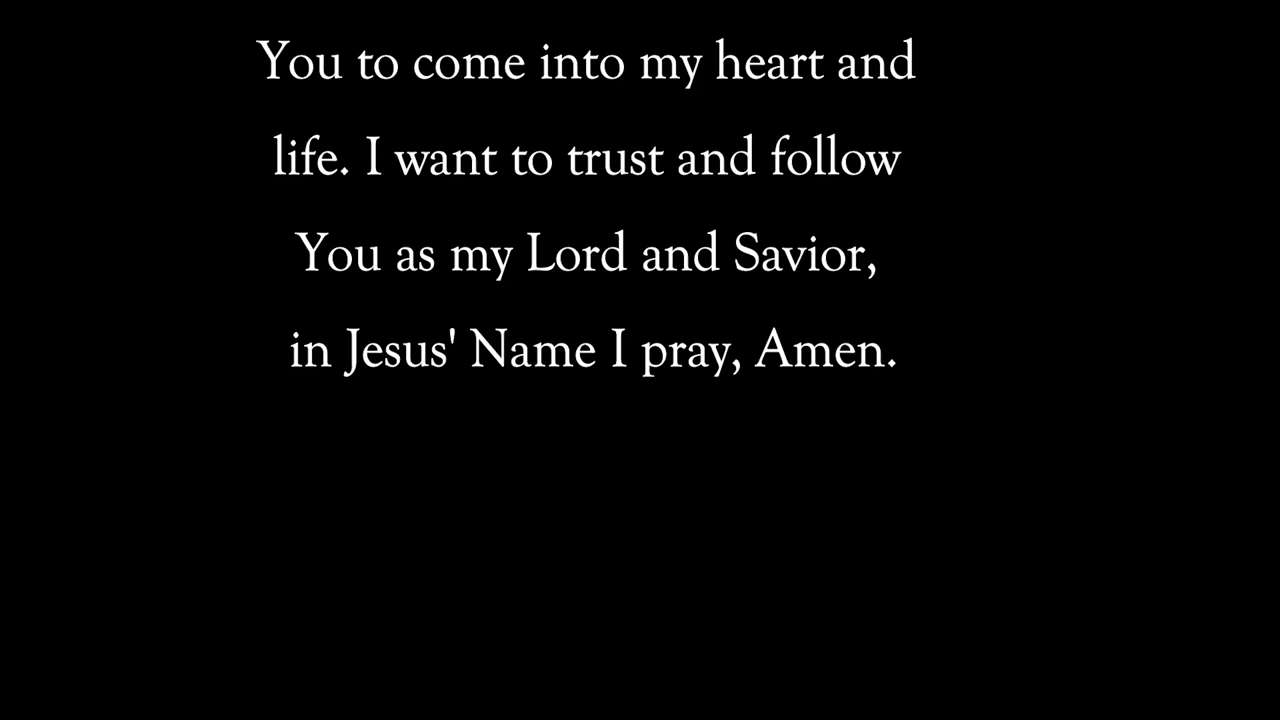 You to come into my heart and
life. I want to trust and follow
You as my Lord and Savior,
in Jesus' Name I pray, Amen.